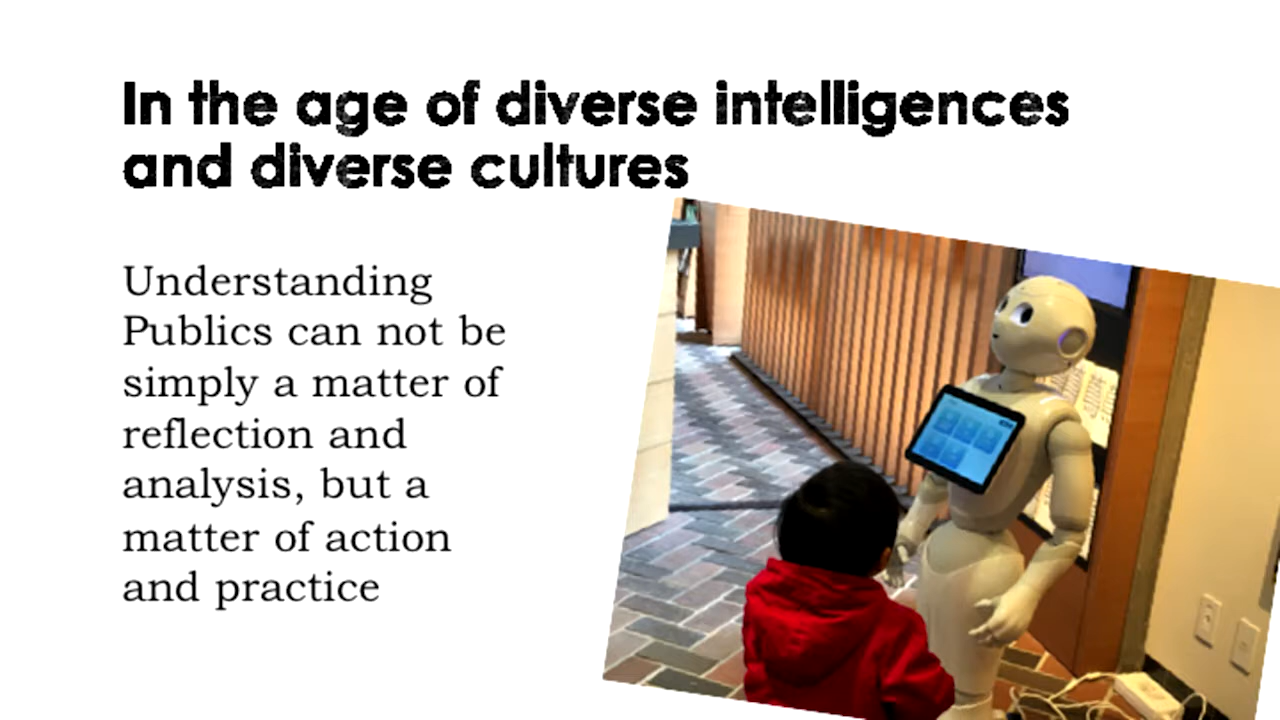 In the age of diverse intelligences
and diverse cultures
Understanding
Publics can not be
simply a matter of
reflection and
analysis, but a
matter of action
and practice